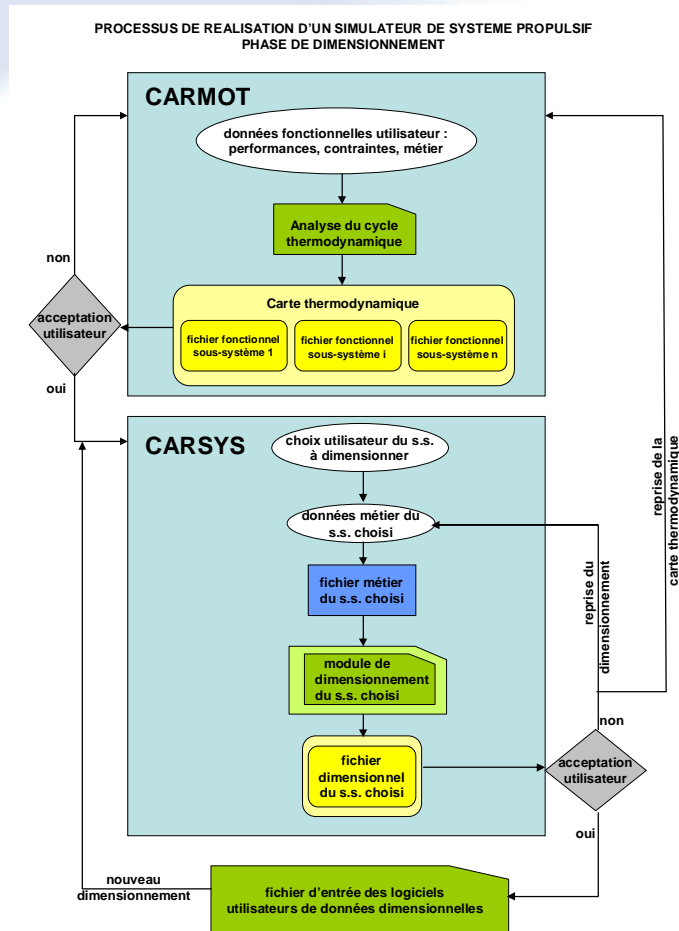 PROCESSUS DE REALISATION D'UN SIMULATEUR DE SYSTEME PROPULSIF
PHASE DE DIMENSIONNEMENT
CARMOT
données fonctionnelles utilisateur :
performances, contraintes, métier
Analyse du cycle
thermodynamique
non
Carte thermodynamique
acceptation
utilisateur
fichier fonctionnel
sous-système 1
fichier fonctionnel
sous-système i
fichier fonctionnel
sous-système n
oui
CARSYS
choix utilisateur du s.s.
à dimensionner
données métier du
s.s. choisi
fichier métier
du s.s. choisi
module de
dimensionnement
du s.s. choisi
fichier
dimensionnel
du s.s. choisi
reprise du
dimensionnement
reprise de la
carte thermodynamique
non
acceptation
utilisateur
oui
nouveau
dimensionnement
fichier d'entrée des logiciels
utilisateurs de données dimensionnelles